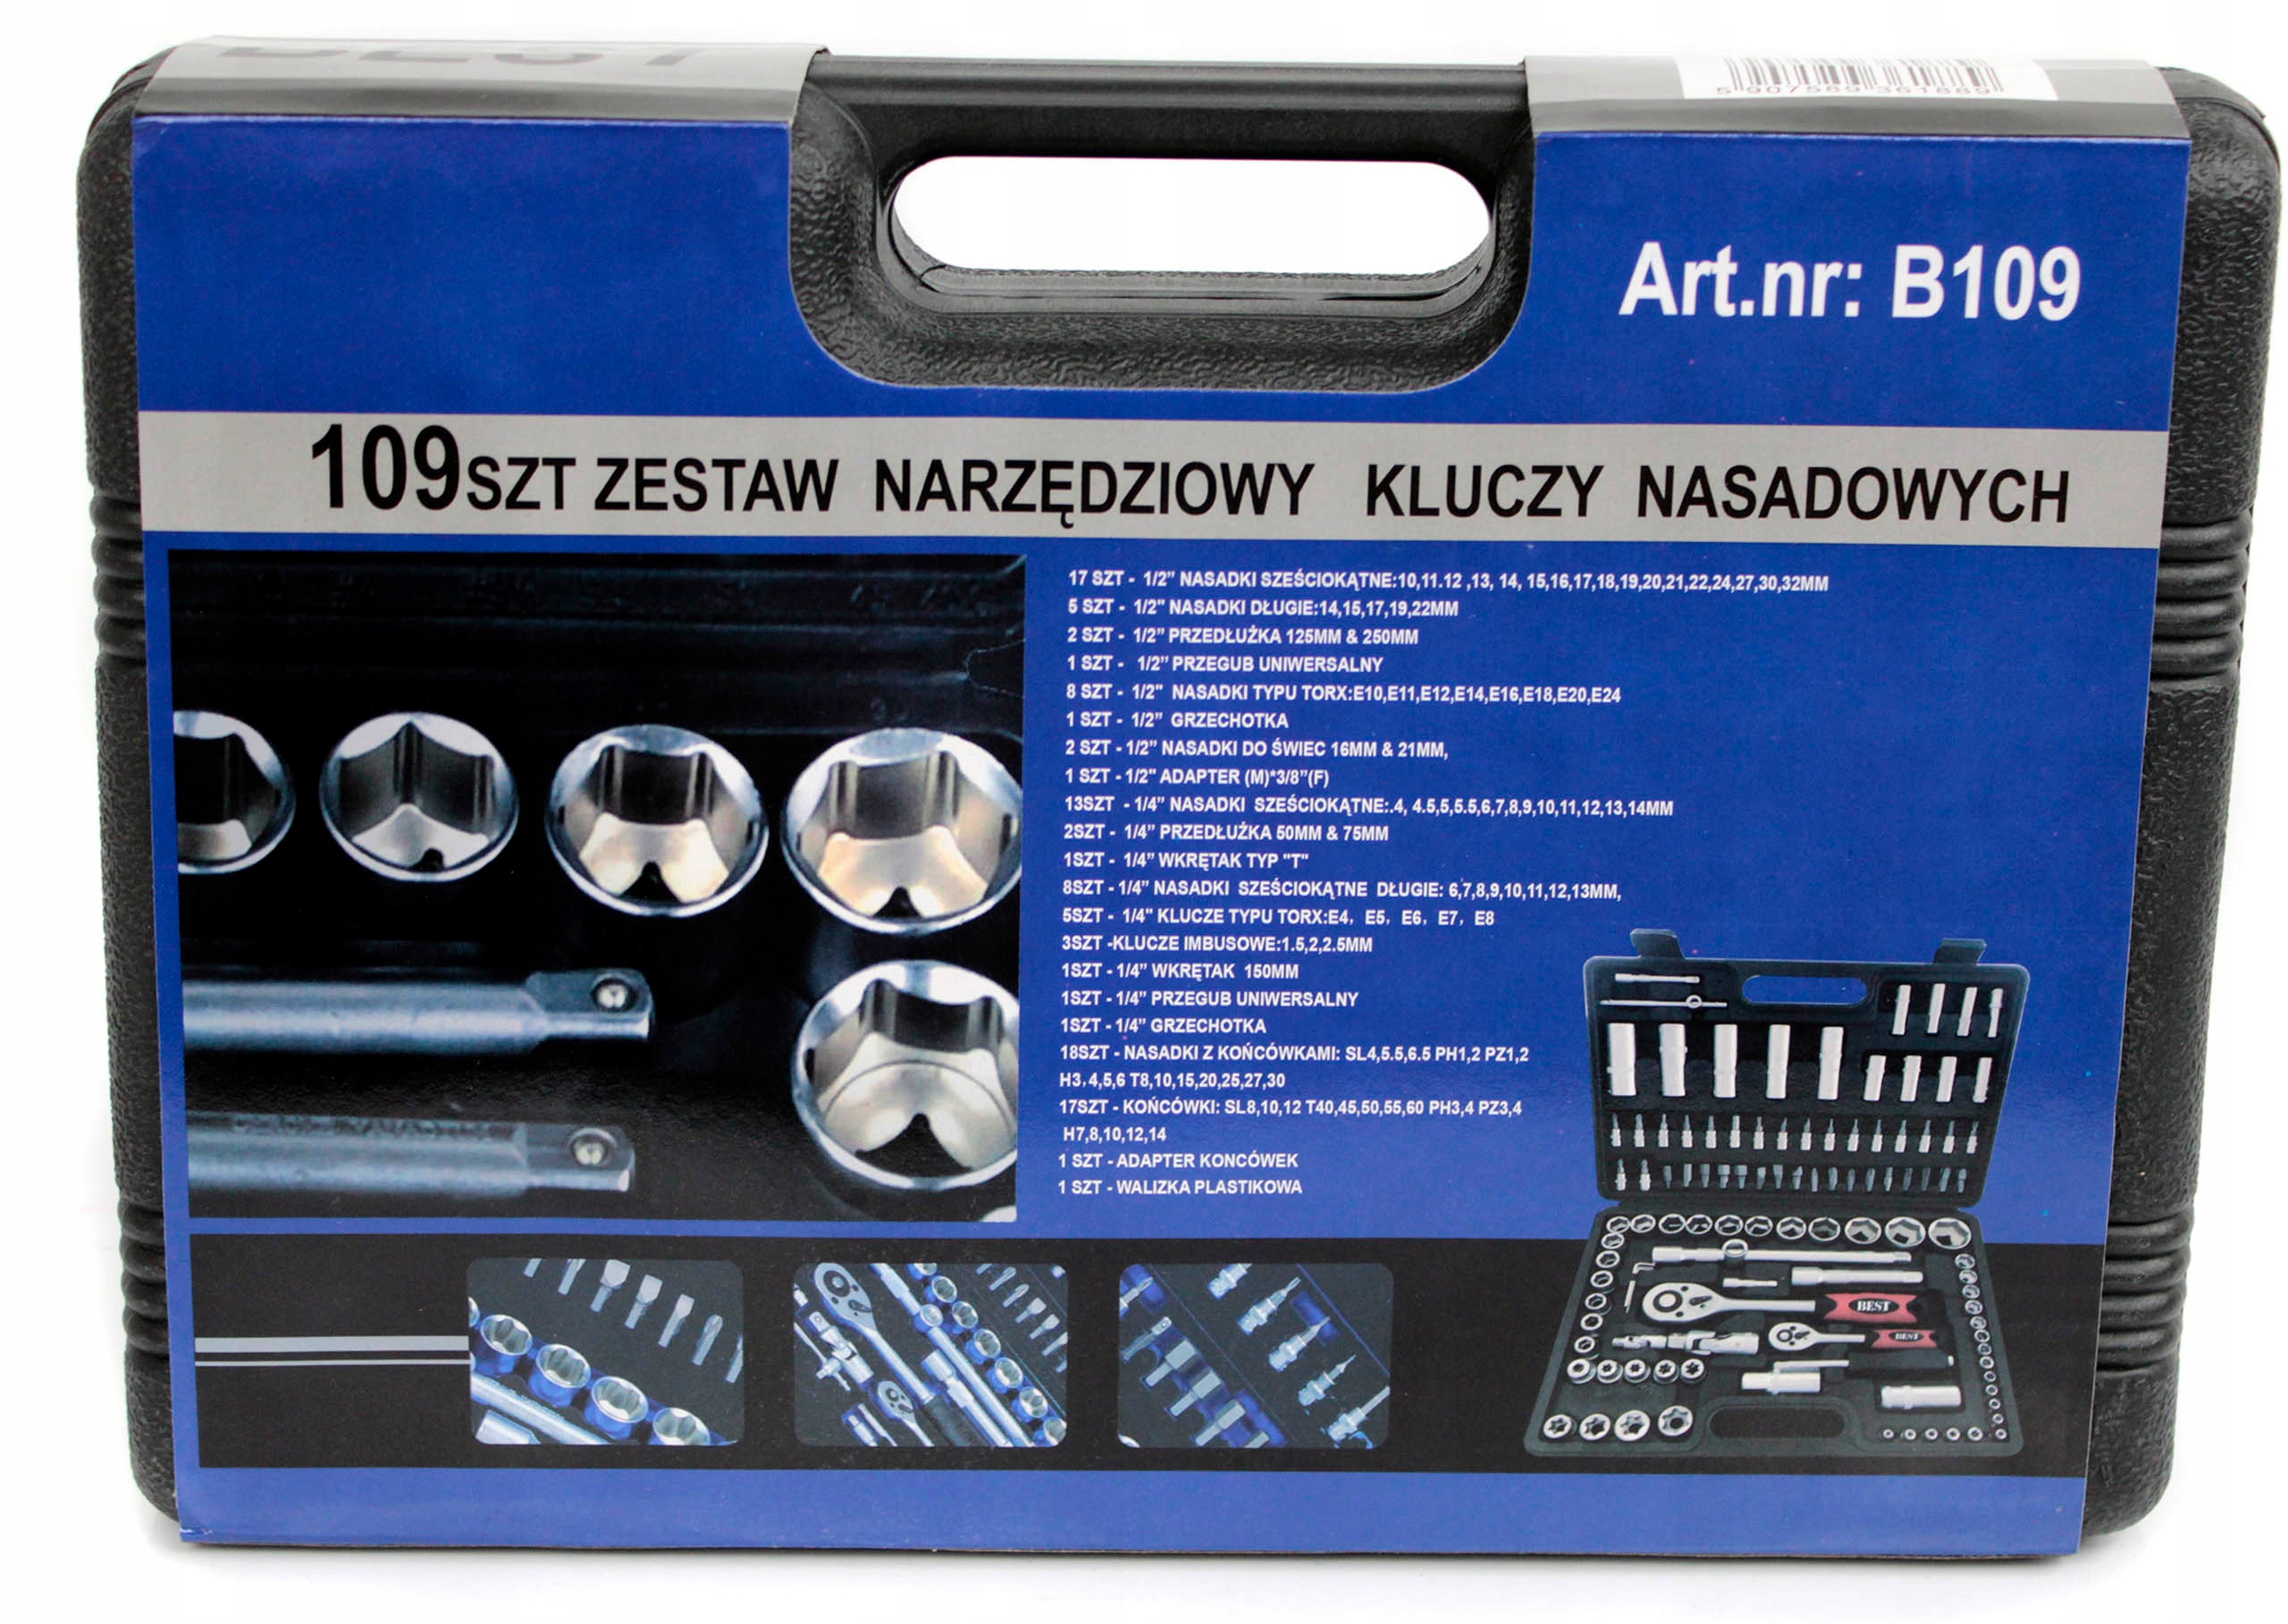 BEST
5 907589 361889
Art.nr: B109
109SZT ZESTAW NARZĘDZIOWY KLUCZY NASADOWYCH
17 SZT - 1/2” NASADKI SZEŚCIOKĄTNE:10,11.12 ,13, 14, 15,16,17,18,19,20,21,22,24,27,30,32MM
5 SZT - 1/2" NASADKI DŁUGIE:14,15,17,19,22MM
2 SZT - 1/2” PRZEDŁUŻKA 125MM & 250MM
1 SZT - 1/2” PRZEGUB UNIWERSALNY
8 SZT - 1/2" NASADKI TYPU TORX:E10,E11,E12,E14,E16,E18,E20,E24
1 SZT - 1/2” GRZECHOTKA
2 SZT - 1/2” NASADKI DO ŚWIEC 16MM & 21MM,
1 SZT - 1/2" ADAPTER (M)*3/8”(F)
13SZT - 1/4” NASADKI SZEŚCIOKĄTNE:.4, 4.5,5,5.5,6,7,8,9,10,11,12,13,14MM
2SZT - 1/4” PRZEDŁUŻKA 50MM & 75MM
1SZT - 1/4” WKRĘTAK TYP "T"
8SZT - 1/4” NASADKI SZEŚCIOKĄTNE DŁUGIE: 6,7,8,9,10,11,12,13MM,
5SZT - 1/4" KLUCZE TYPU TORX:E4, E5, E6, E7, E8
3SZT -KLUCZE IMBUSOWE:1.5,2,2.5MM
1SZT - 1/4” WKRĘTAK 150MM
1SZT - 1/4” PRZEGUB UNIWERSALNY
1SZT - 1/4” GRZECHOTKA
18SZT - NASADKI Z KOŃCÓWKAMI: SL4,5.5,6.5 PH1,2 PZ1,2
H3,4,5,6 T8,10,15,20,25,27,30
17SZT - KOŃCÓWKI: SL8,10,12 T40,45,50,55,60 PH3,4 PZ3,4
H7,8,10,12,14
1 SZT - ADAPTER KONCÓWEK
1 SZT - WALIZKA PLASTIKOWA
BEST
BEST